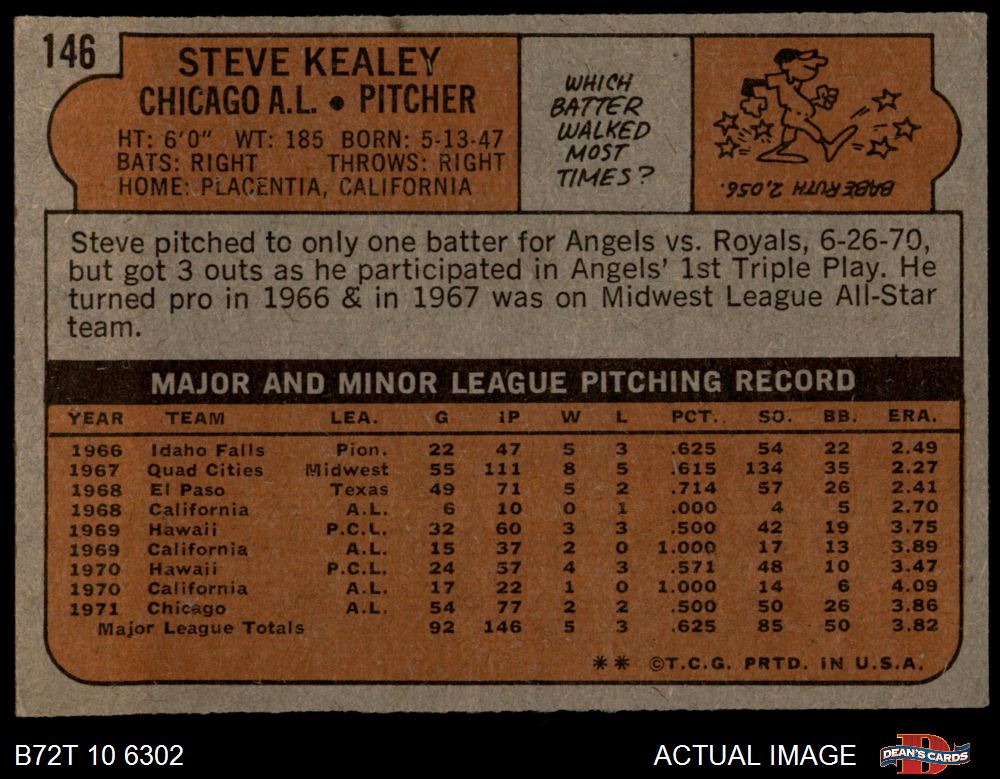 146
STEVE KEALEY
CHICAGO A.L. • PITCHER
HT: 6'0" WT: 185 BORN: 5-13-47
BATS: RIGHT THROWS: RIGHT
HOME: PLACENTIA, CALIFORNIA
WHICH
BATTER
WALKED
MOST
TIMES?
BABE RUTH 2,056.
Steve pitched to only one batter for Angels vs. Royals, 6-26-70,
but got 3 outs as he participated in Angels' 1st Triple Play. He
turned pro in 1966 & in 1967 was on Midwest League All-Star
team.
MAJOR AND MINOR LEAGUE PITCHING RECORD
YEAR TEAM LEA. G IP W L PCT. SO. BB. ERA.
1966 Idaho Falls Pion. 22 47 5 3 .625 54 22 2.49
1967 Quad Cities Midwest 55 111 8 5 .615 134 35 2.27
1968 El Paso Texas 49 71 5 2 .714 57 26 2.41
1968 California A.L. 6 10 0 1 .000 4 5 2.70
1969 Hawaii P.C.L. 32 60 3 3 .500 42 19 3.75
1969 California A.L. 15 37 2 0 1.000 17 13 3.89
1970 Hawaii P.C.L. 24 57 4 3 .571 48 10 3.47
1970 California A.L. 17 22 1 0 1.000 14 6 4.09
1971 Chicago A.L. 54 77 2 2 .500 50 26 3.86
Major League Totals 92 146 5 3 .625 85 50 3.82
** ©T.C.G. PRTD. IN U.S.A.
B72T 10 6302 ACTUAL IMAGE DEAN'S CARDS